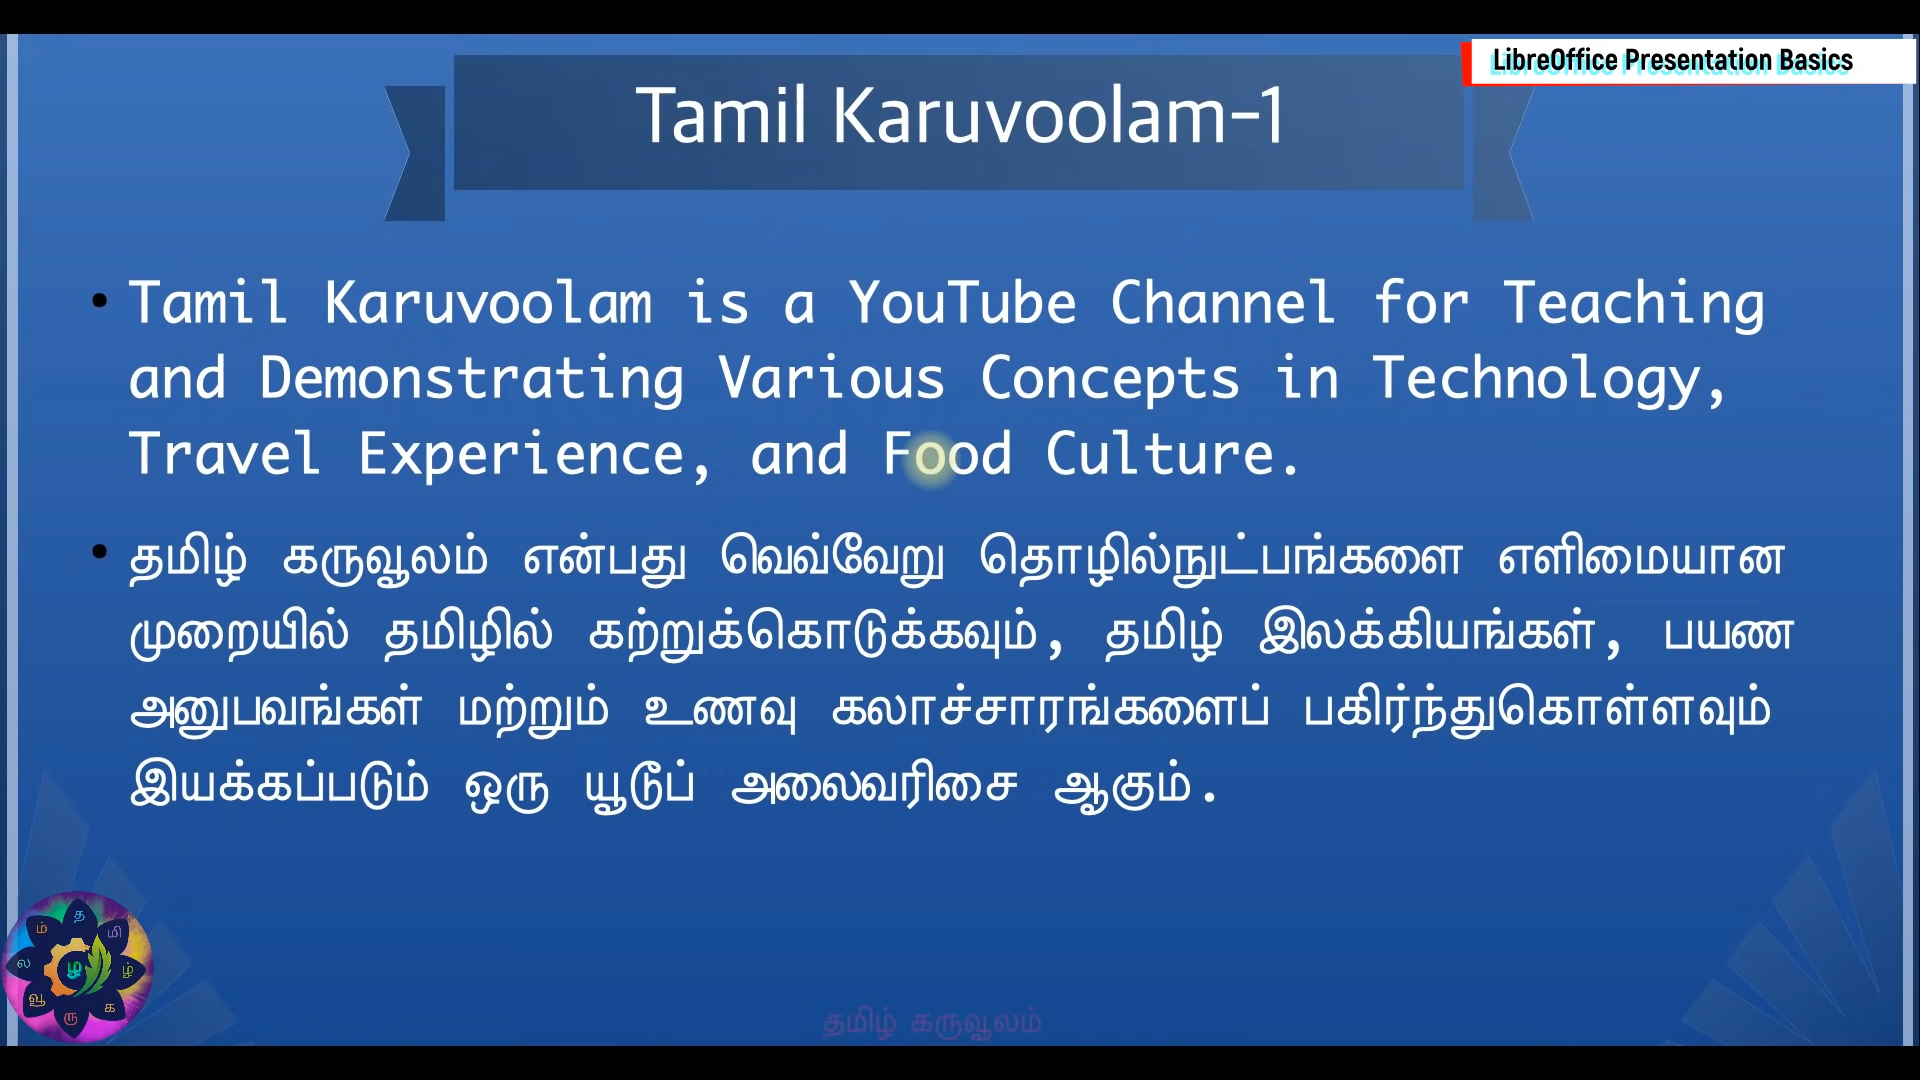 LibreOffice Presentation Basics
Tamil Karuvoolam-1
• Tamil Karuvoolam is a YouTube Channel for Teaching
and Demonstrating Various Concepts in Technology,
Travel Experience, and Food Culture.
• தமிழ் கருவூலம் என்பது வெவ்வேறு தொழில்நுட்பங்களை எளிமையான
முறையில் தமிழில் கற்றுக்கொடுக்கவும், தமிழ் இலக்கியங்கள், பயண
அனுபவங்கள் மற்றும் உணவு கலாச்சாரங்களைப் பகிர்ந்துகொள்ளவும்
இயக்கப்படும் ஒரு யூடூப் அலைவரிசை ஆகும்.
த
மி
ழ்
க
ரு
வூ
ல
ம்
ழ
தமிழ் கருவூலம்